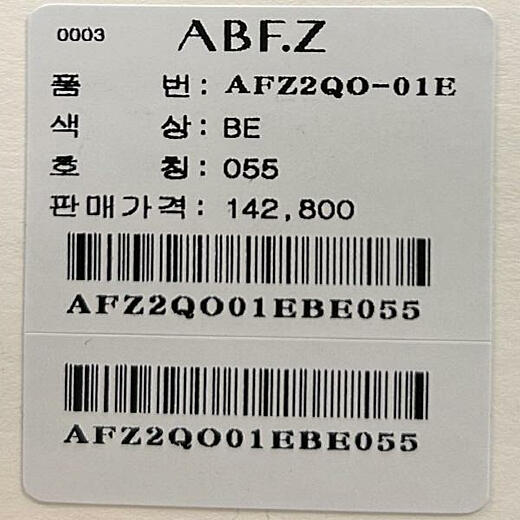 0003 ABF.Z
품 번: AFZ2QO-01E
색 상: BE
호 칭: 055
판매가격: 142,800
AFZ2QO01EBE055
AFZ2QO01EBE055